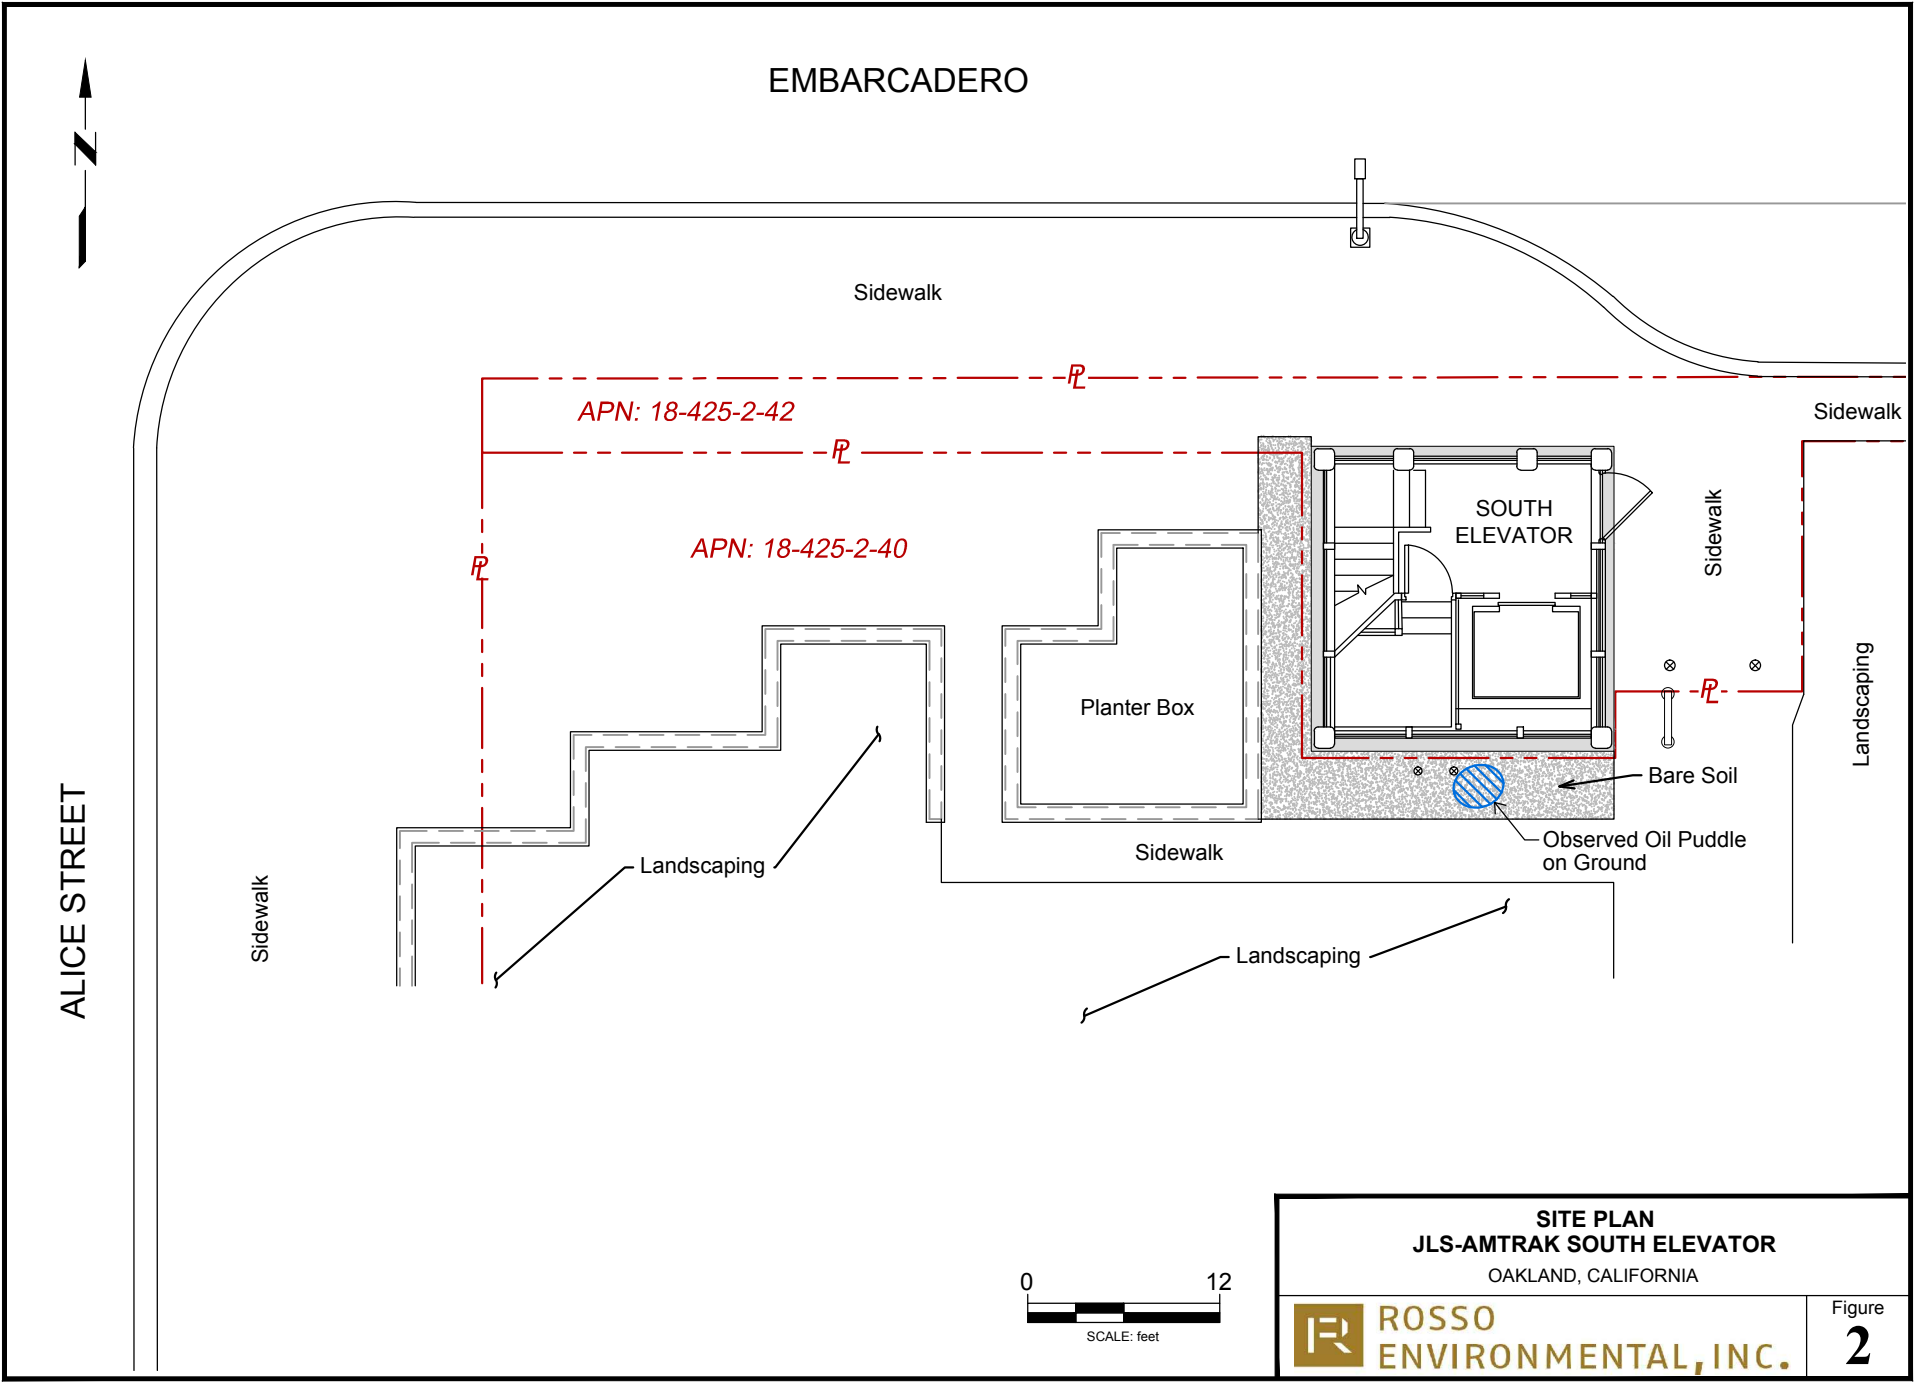 EMBARCADERO
N
Sidewalk
PL
APN: 18-425-2-42
Sidewalk
PL
SOUTH
ELEVATOR
Sidewalk
APN: 18-425-2-40
PL
N
Landscaping
PL
Planter Box
Bare Soil
Observed Oil Puddle
on Ground
Sidewalk
Landscaping
ALICE STREET
Sidewalk
Landscaping
0 12
SCALE: feet
SITE PLAN
JLS-AMTRAK SOUTH ELEVATOR
OAKLAND, CALIFORNIA
R
ROSSO
ENVIRONMENTAL, INC.
Figure
2